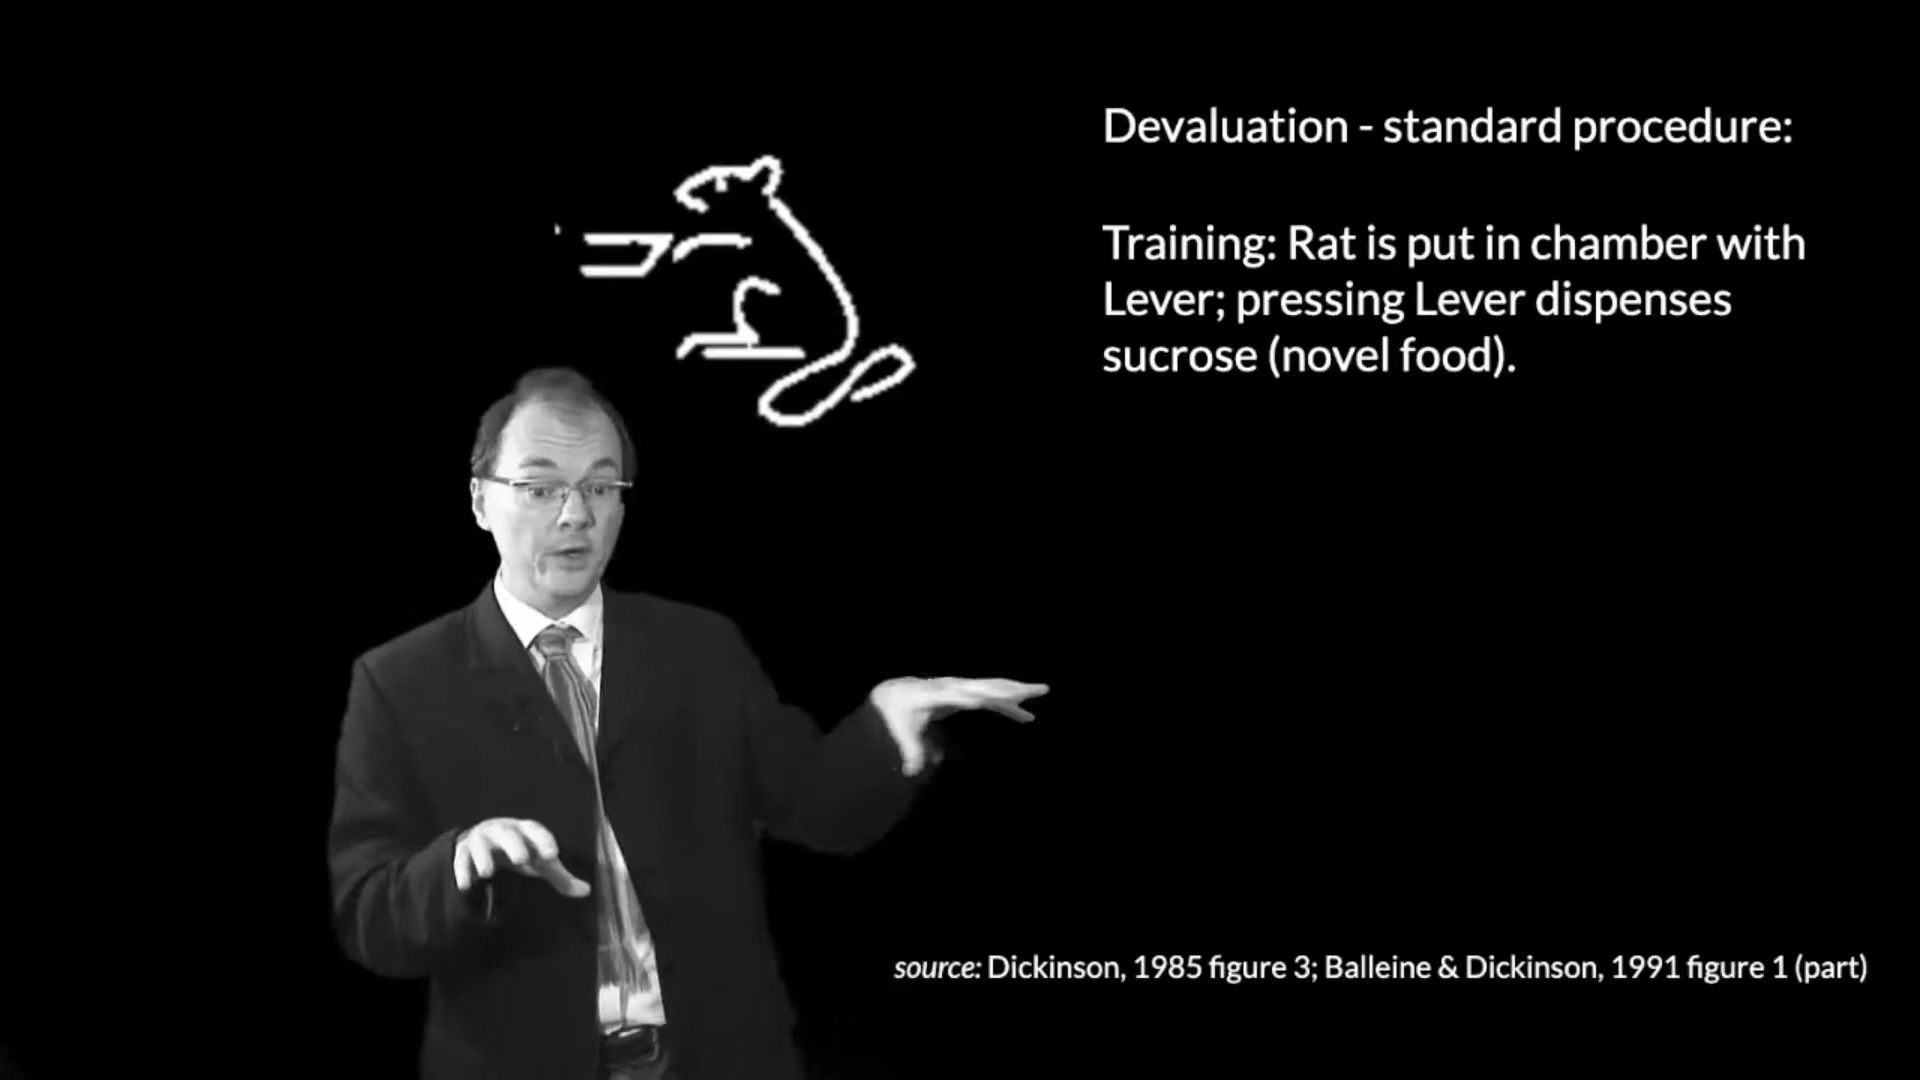 Devaluation - standard procedure:
Training: Rat is put in chamber with
Lever; pressing Lever dispenses
sucrose (novel food).
source: Dickinson, 1985 figure 3; Balleine & Dickinson, 1991 figure 1 (part)